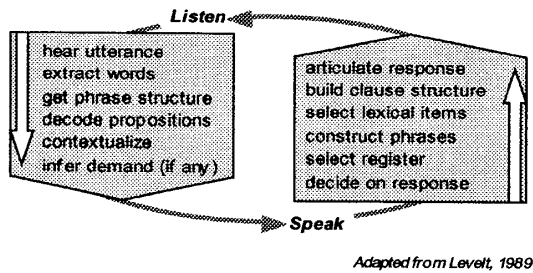 Listen
hear utterance
extract words
get phrase structure
decode propositions
contextualize
infer demand (if any)
articulate response
build clause structure
select lexical items
construct phrases
select register
decide on response
Speak
Adapted from Levelt, 1989